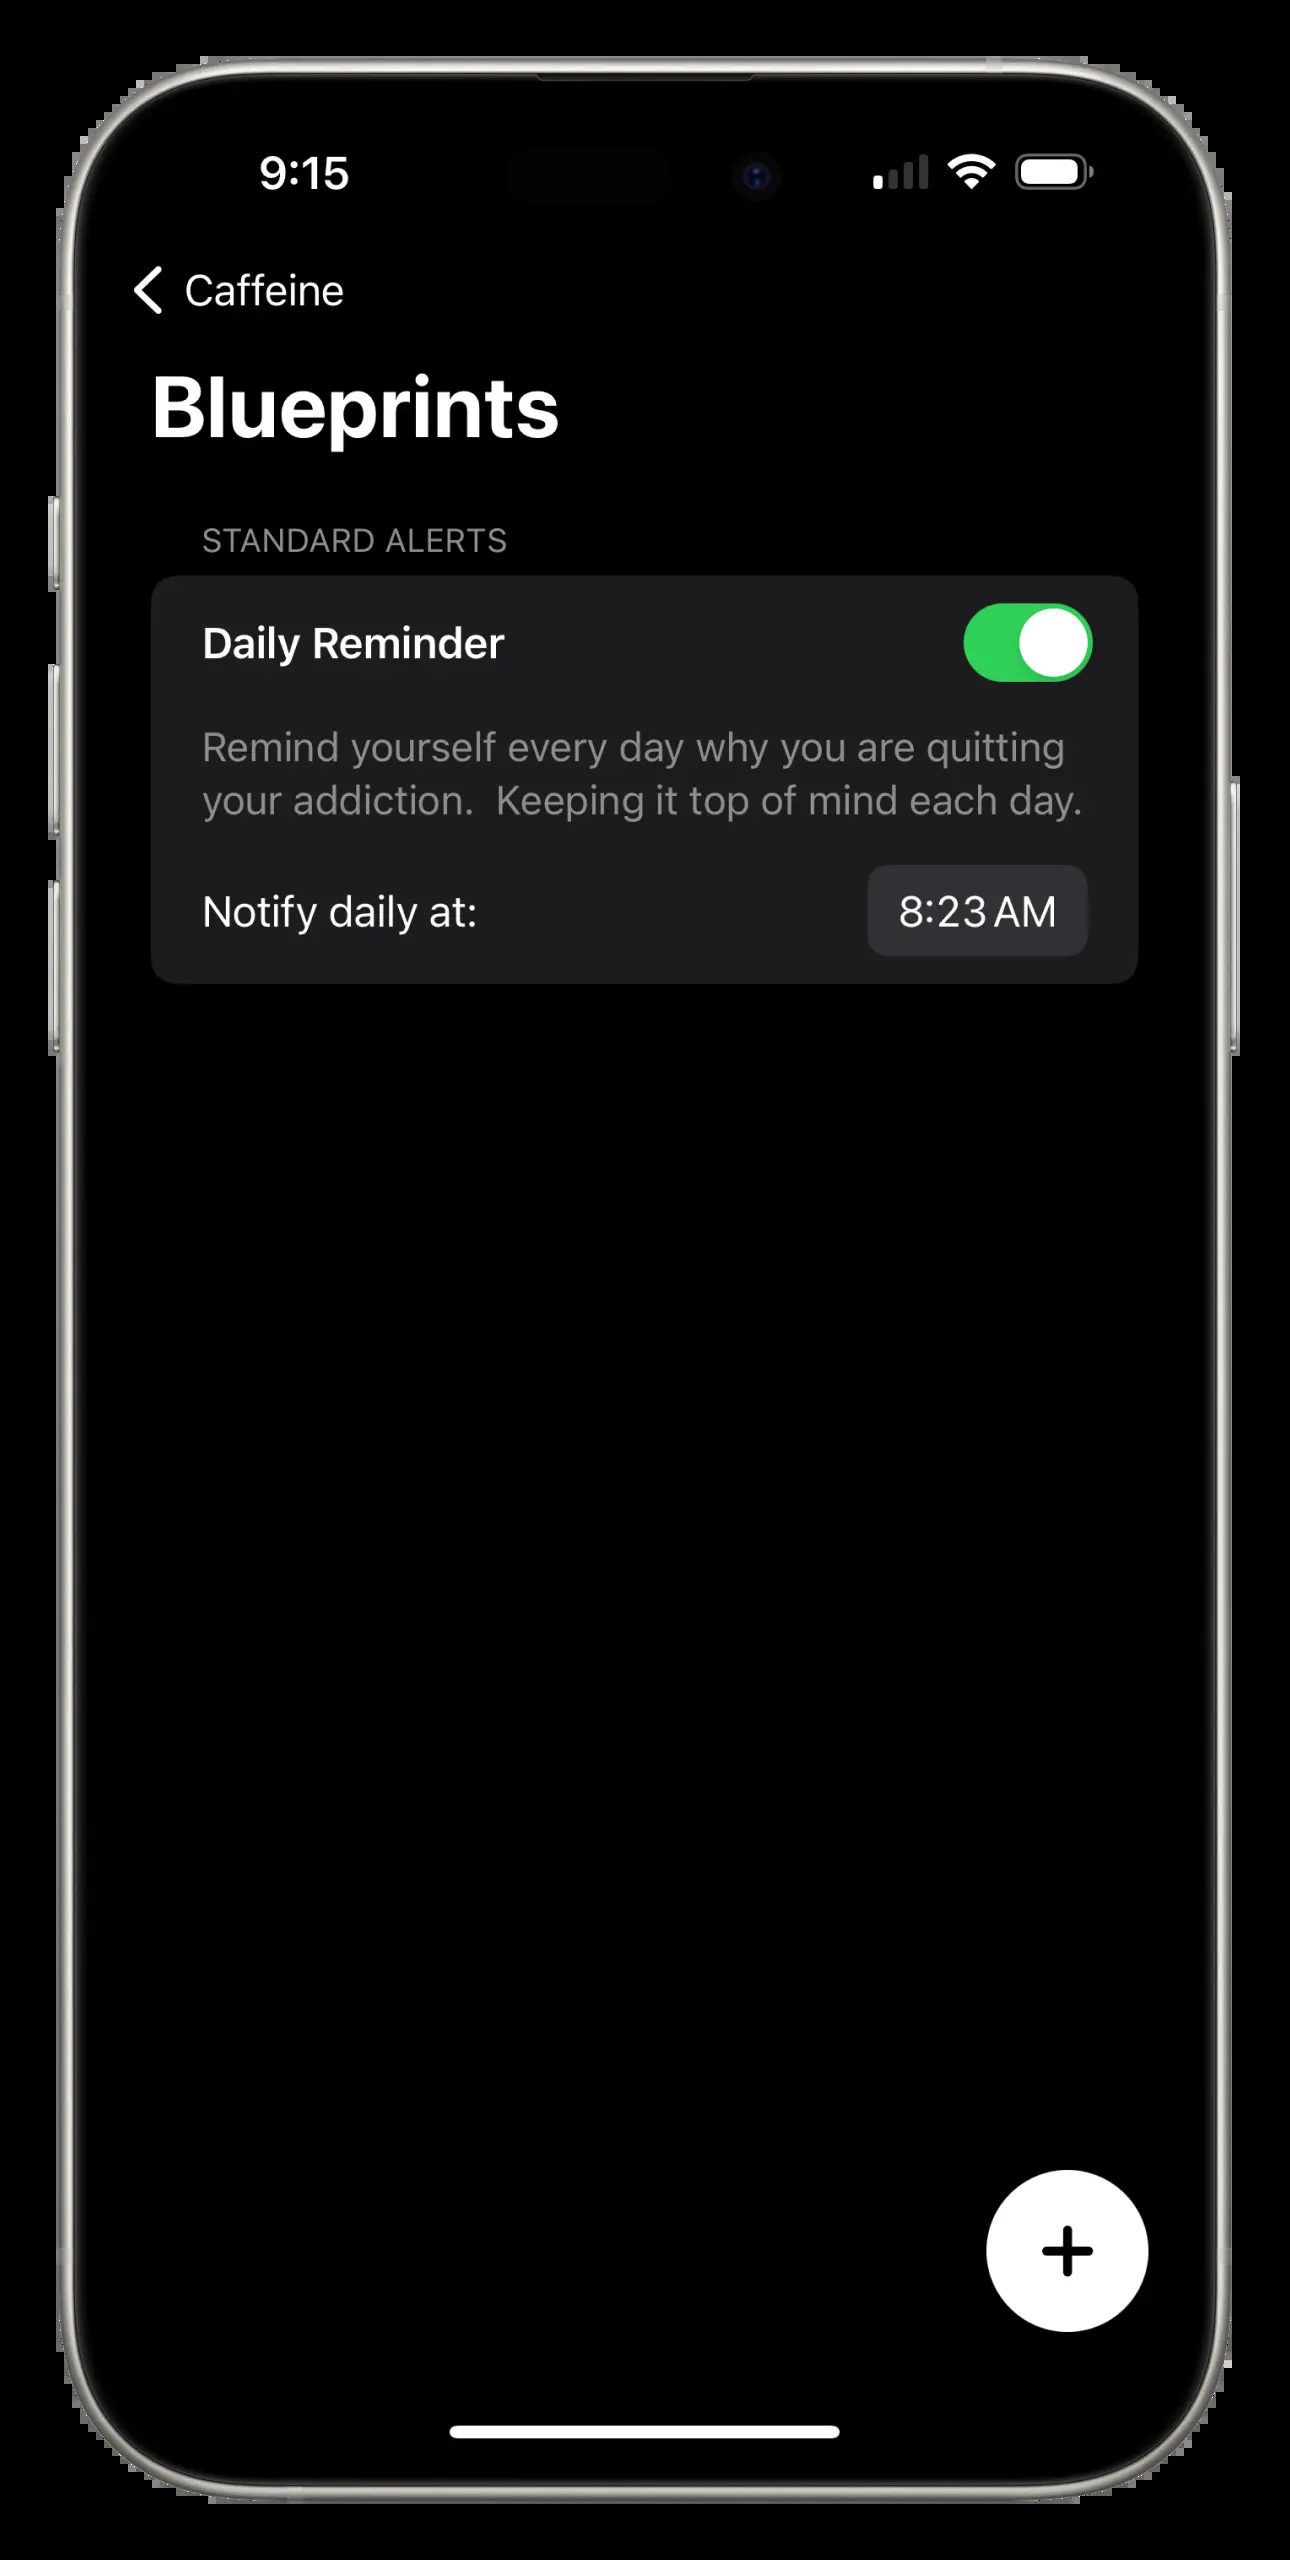 9:15
Caffeine
Blueprints
STANDARD ALERTS
Daily Reminder
Remind yourself every day why you are quitting
your addiction.  Keeping it top of mind each day.
Notify daily at: 8:23 AM